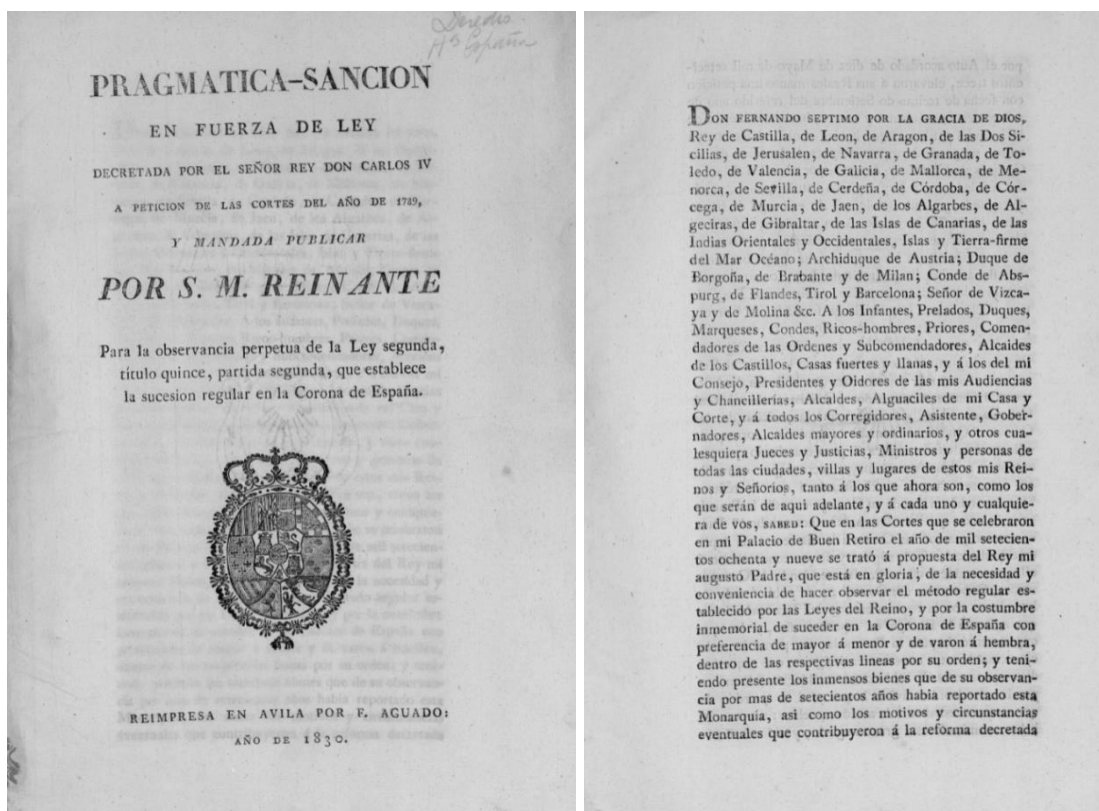 Derecho
Hª España
PRAGMATICA-SANCION
EN FUERZA DE LEY
DECRETADA POR EL SEÑOR REY DON CARLOS IV
A PETICION DE LAS CORTES DEL AÑO DE 1789,
Y MANDADA PUBLICAR
POR S. M. REINANTE
Para la observancia perpetua de la Ley segunda,
título quince, partida segunda, que establece
la sucesion regular en la Corona de España.
REIMPRESA EN AVILA POR F. AGUADO:
AÑO DE 1830.
DON FERNANDO SEPTIMO POR LA GRACIA DE DIOS,
Rey de Castilla, de Leon, de Aragon, de las Dos Si-
cilias, de Jerusalen, de Navarra, de Granada, de To-
ledo, de Valencia, de Galicia, de Mallorca, de Me-
norca, de Sevilla, de Cerdeña, de Córdoba, de Cór-
cega, de Murcia, de Jaen, de los Algarbes, de Al-
geciras, de Gibraltar, de las Islas de Canarias, de las
Indias Orientales y Occidentales, Islas y Tierra-firme
del Mar Océano; Archiduque de Austria; Duque de
Borgoña, de Brabante y de Milan; Conde de Abs-
purg, de Flandes, Tirol y Barcelona; Señor de Vizca-
ya y de Molina &c. A los Infantes, Prelados, Duques,
Marqueses, Condes, Ricos-hombres, Priores, Comen-
dadores de las Ordenes y Subcomendadores, Alcaides
de los Castillos, Casas fuertes y llanas, y á los del mi
Consejo, Presidentes y Oidores de las mis Audiencias
y Chancillerías, Alcaldes, Alguaciles de mi Casa y
Corte, y á todos los Corregidores, Asistente, Gober-
nadores, Alcaldes mayores y ordinarios, y otros cua-
lesquiera Jueces y Justicias, Ministros y personas de
todas las ciudades, villas y lugares de estos mis Rei-
nos y Señorios, tanto á los que ahora son, como los
que serán de aqui adelante, y á cada uno y cualquie-
ra de vos, SABED: Que en las Cortes que se celebraron
en mi Palacio de Buen Retiro el año de mil setecien-
tos ochenta y nueve se trató á propuesta del Rey mi
augusto Padre, que está en gloria, de la necesidad y
conveniencia de hacer observar el método regular es-
tablecido por las Leyes del Reino, y por la costumbre
inmemorial de suceder en la Corona de España con
preferencia de mayor á menor y de varon á hembra,
dentro de las respectivas lineas por su orden; y teni-
endo presente los inmensos bienes que de su observan-
cia por mas de setecientos años habia reportado esta
Monarquía, asi como los motivos y circunstancias
eventuales que contribuyeron á la reforma decretada